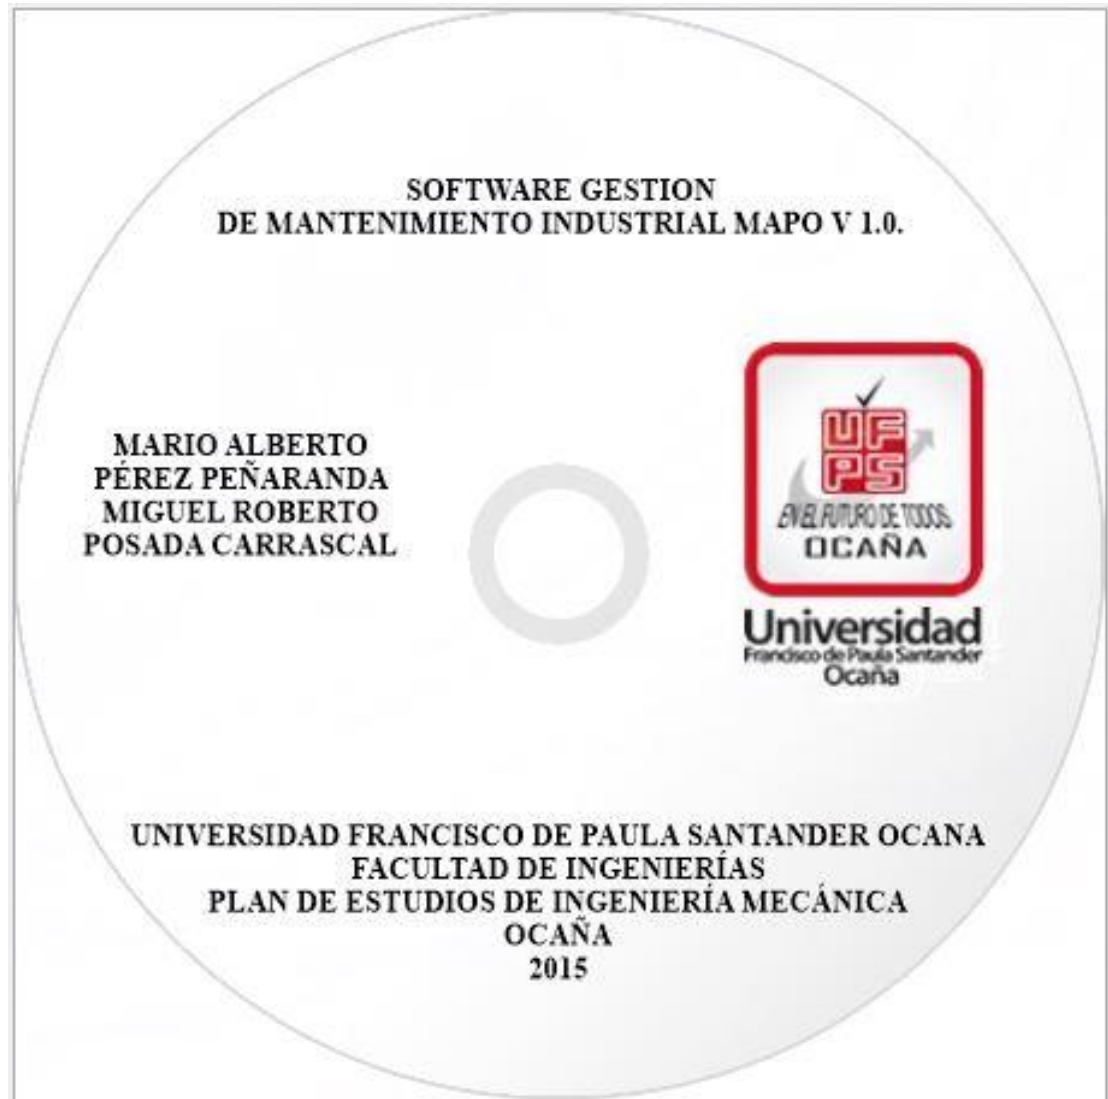 SOFTWARE GESTION
DE MANTENIMIENTO INDUSTRIAL MAPO V 1.0.
MARIO ALBERTO
PÉREZ PEÑARANDA
MIGUEL ROBERTO
POSADA CARRASCAL
UF
PS
EN EL FUTURO DE TODOS
OCAÑA
Universidad
Francisco de Paula Santander
Ocaña
UNIVERSIDAD FRANCISCO DE PAULA SANTANDER OCANA
FACULTAD DE INGENIERÍAS
PLAN DE ESTUDIOS DE INGENIERÍA MECÁNICA
OCAÑA
2015